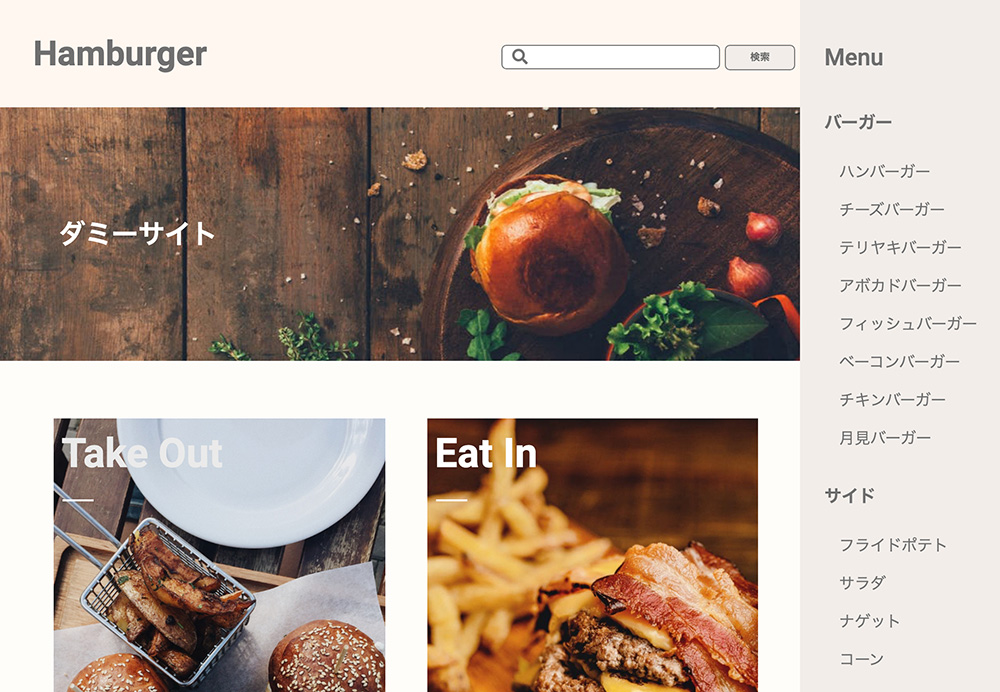 Hamburger
検索
ダミーサイト
Take Out
Eat In
Menu
バーガー
ハンバーガー
チーズバーガー
テリヤキバーガー
アボカドバーガー
フィッシュバーガー
ベーコンバーガー
チキンバーガー
月見バーガー
サイド
フライドポテト
サラダ
ナゲット
コーン